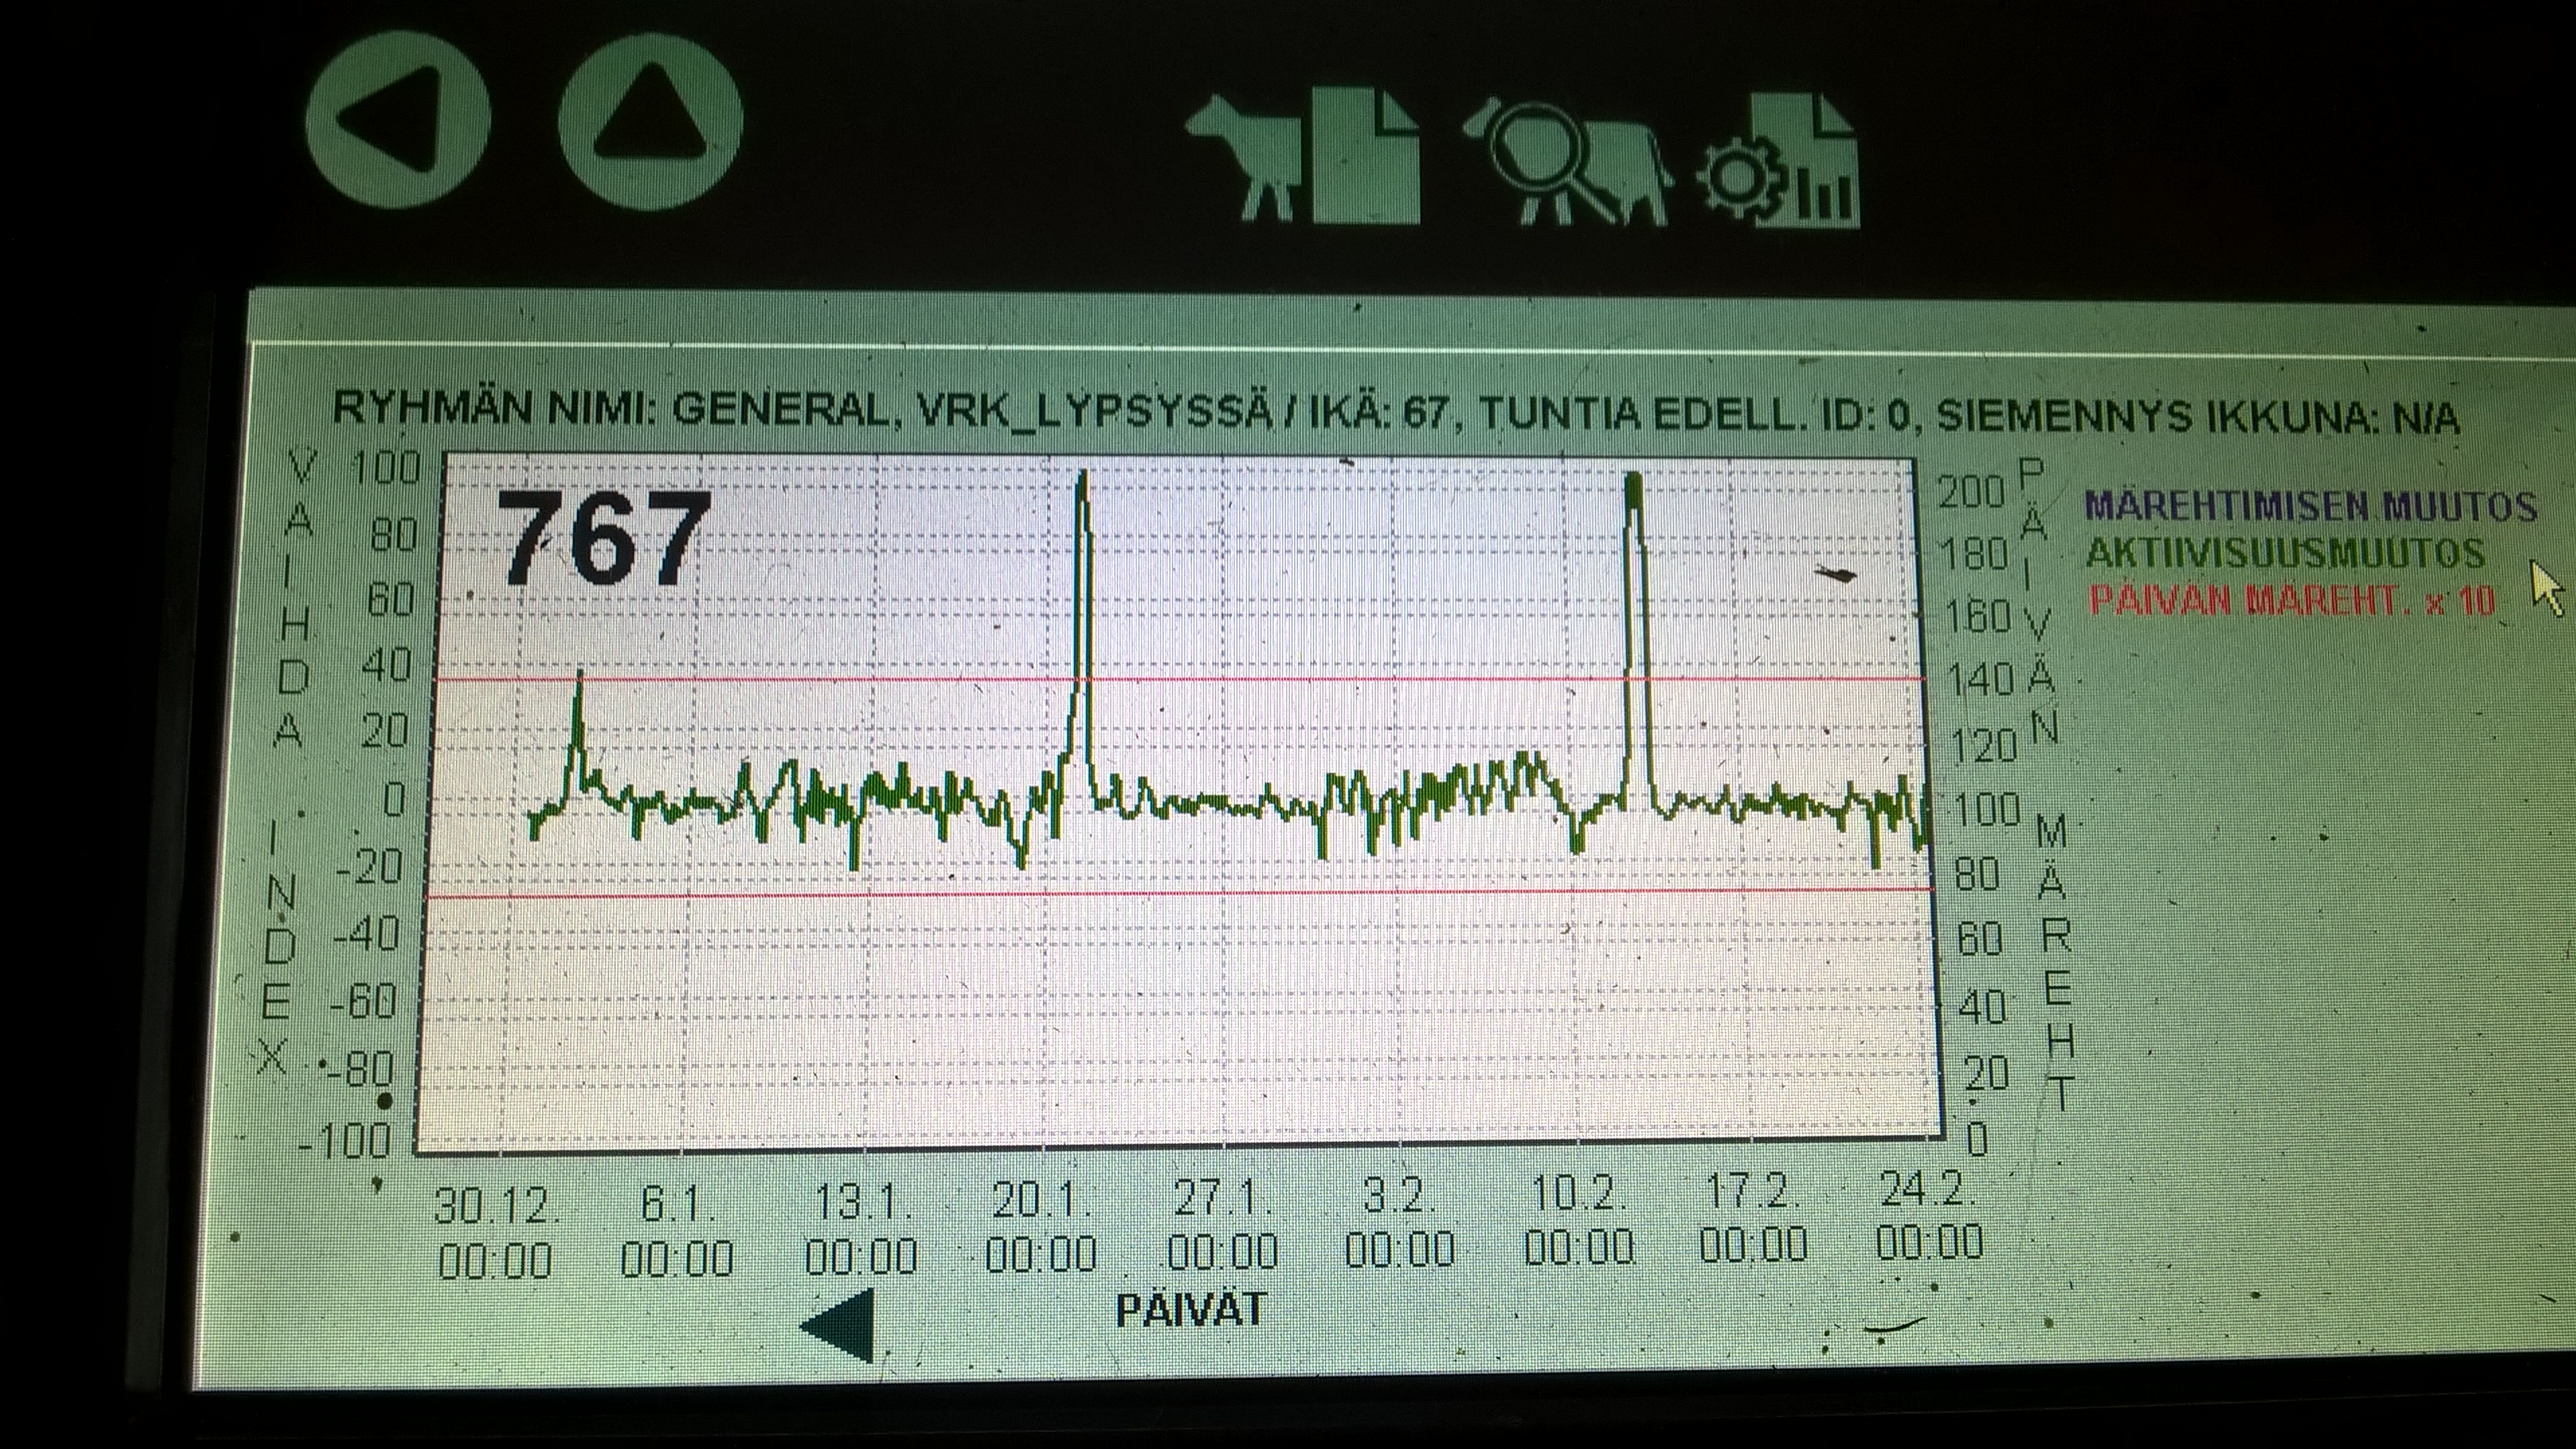 RYHMÄN NIMI: GENERAL, VRK_LYPSYSSÄ / IKÄ: 67, TUNTIA EDELL. ID: 0, SIEMENNYS IKKUNA: N/A
VAIHDA INDEX
100
80
60
40
20
0
-20
-40
-60
-80
-100
767
200
180
160
140
120
100
80
60
40
20
0
PÄIVÄN MÄREHT
MÄREHTIMISEN MUUTOS
AKTIIVISUUSMUUTOS
PÄIVÄN MÄREHT. x 10
30.12. 6.1. 13.1. 20.1. 27.1. 3.2. 10.2. 17.2. 24.2.
00:00 00:00 00:00 00:00 00:00 00:00 00:00 00:00 00:00
PÄIVÄT